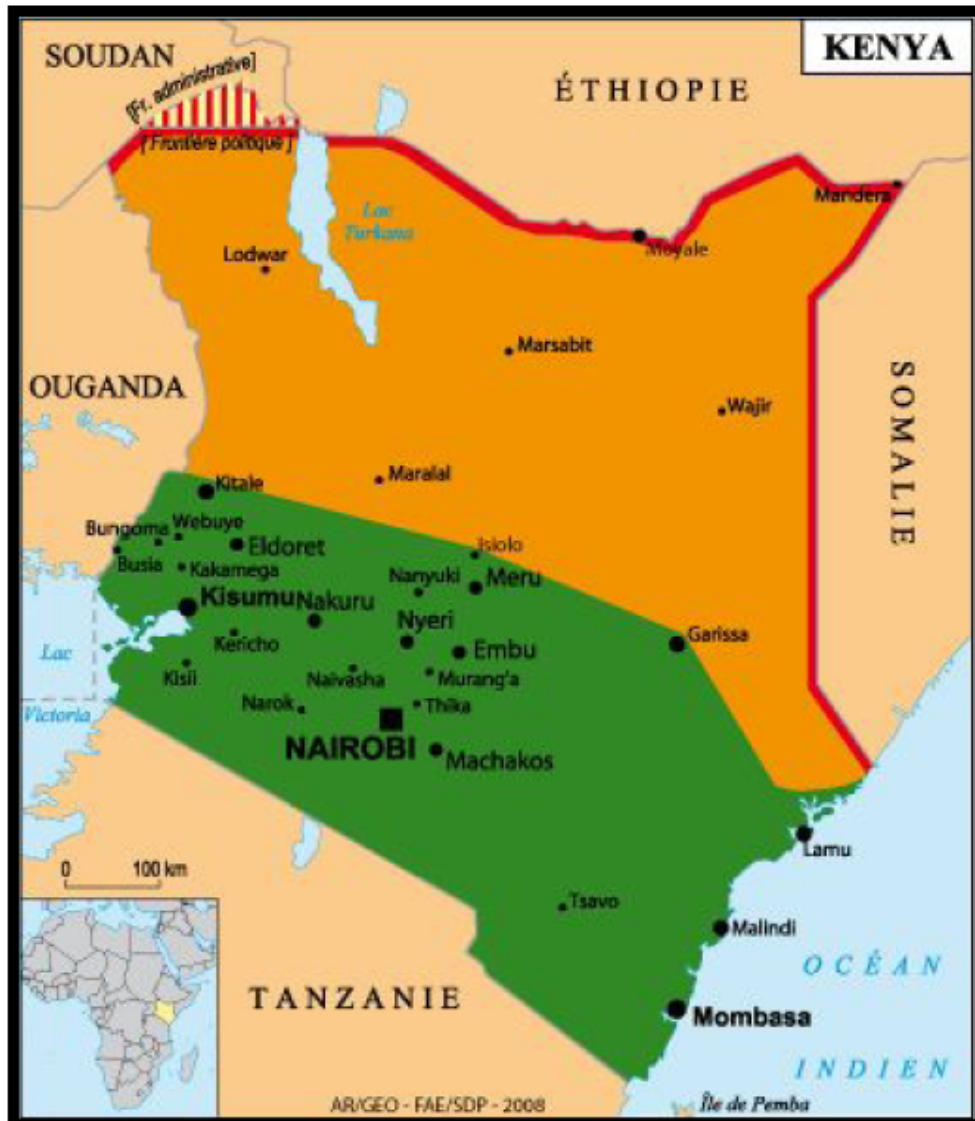 KENYA
SOUDAN
[Fr. administrative]
[Frontière politique]
ÉTHIOPIE
Mandera
Lac
Turkana
Moyale
Lodwar
Marsabit
OUGANDA
SOMALIE
Wajir
Maralal
Kitale
Webuye
Bungoma
Eldoret
Isiolo
Busia
Kakamega
Nanyuki
Meru
Kisumu
Nakuru
Nyeri
Garissa
Kericho
Embu
Lac
Victoria
Kisii
Naivasha
Murang'a
Narok
Thika
NAIROBI
Machakos
Lamu
0 100 km
Tsavo
Malindi
OCÉAN
INDIEN
TANZANIE
Mombasa
AR/GEO - FAE/SDP - 2008
Île de Pemba